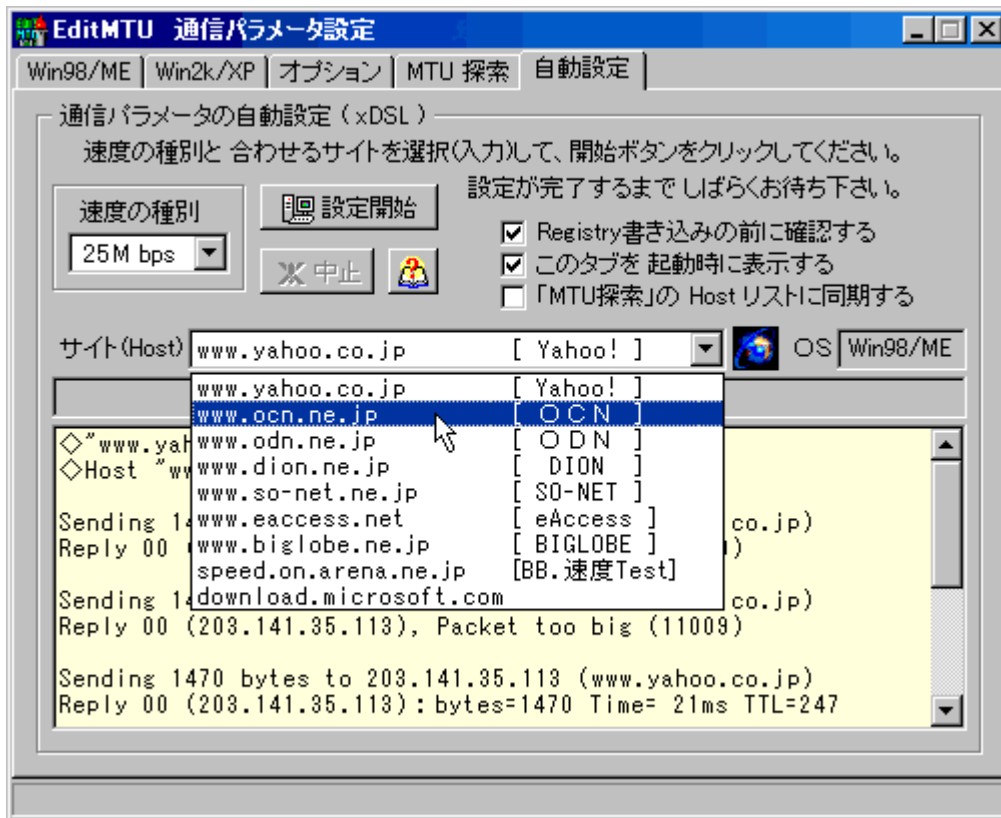 EditMTU 通信パラメータ設定
Win98/ME Win2k/XP オプション MTU 探索 自動設定
通信パラメータの自動設定（xDSL）
速度の種別と 合わせるサイトを選択(入力)して、開始ボタンをクリックしてください。
設定が完了するまで しばらくお待ち下さい。
速度の種別
25M bps
設定開始
中止
Registry書き込みの前に確認する
このタブを 起動時に表示する
「MTU探索」の Host リストに同期する
サイト(Host) www.yahoo.co.jp [ Yahoo! ] OS Win98/ME
www.yahoo.co.jp [ Yahoo! ]
www.ocn.ne.jp [ ＯＣＮ ]
www.odn.ne.jp [ ＯＤＮ ]
www.dion.ne.jp [ DION ]
www.so-net.ne.jp [ SO-NET ]
www.eaccess.net [ eAccess ]
www.biglobe.ne.jp [ BIGLOBE ]
speed.on.arena.ne.jp [BB.速度Test]
download.microsoft.com
◇"www.yah
◇Host "ww
Sending 14 co.jp)
Reply 00 )
Sending 14 co.jp)
Reply 00 (203.141.35.113), Packet too big (11009)
Sending 1470 bytes to 203.141.35.113 (www.yahoo.co.jp)
Reply 00 (203.141.35.113)：bytes=1470 Time= 21ms TTL=247